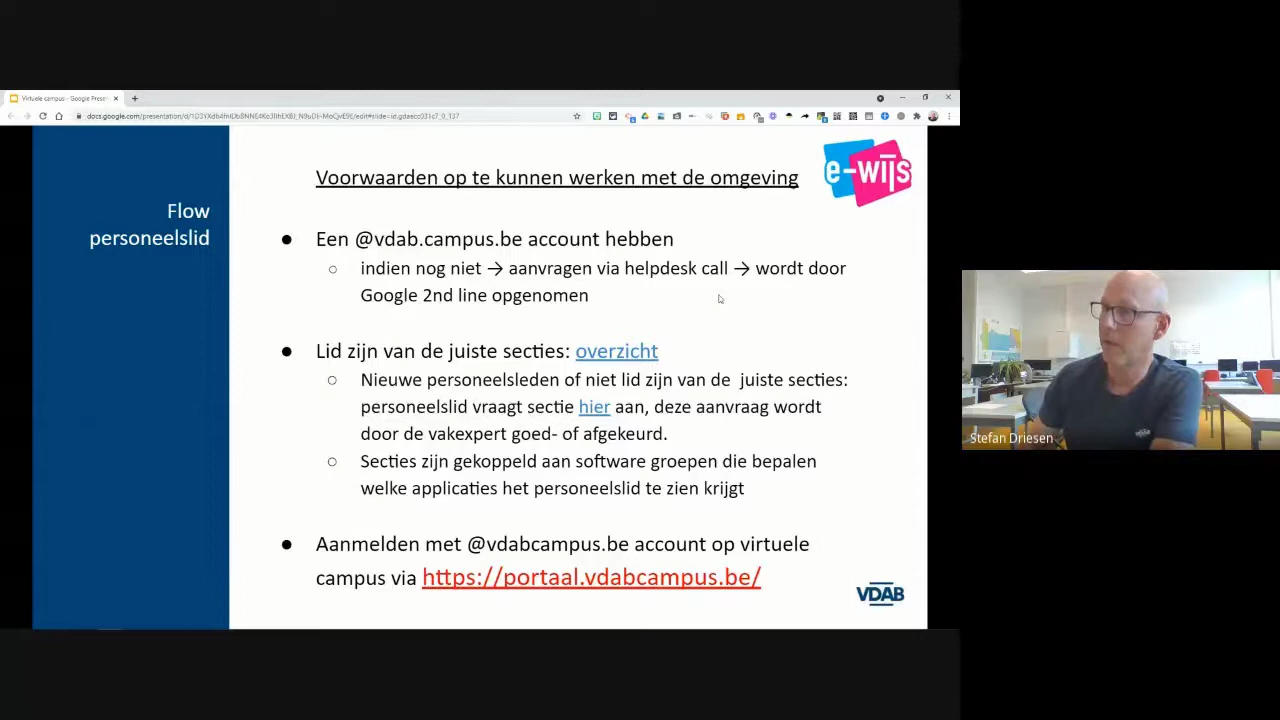 Virtuele campus - Google Prese
Voorwaarden op te kunnen werken met de omgeving
e-wijs
Flow
personeelslid
● Een @vdab.campus.be account hebben
○ indien nog niet → aanvragen via helpdesk call → wordt door
Google 2nd line opgenomen
● Lid zijn van de juiste secties: overzicht
○ Nieuwe personeelsleden of niet lid zijn van de juiste secties:
personeelslid vraagt sectie hier aan, deze aanvraag wordt
door de vakexpert goed- of afgekeurd.
○ Secties zijn gekoppeld aan software groepen die bepalen
welke applicaties het personeelslid te zien krijgt
● Aanmelden met @vdabcampus.be account op virtuele
campus via https://portaal.vdabcampus.be/
VDAB
Stefan Driesen